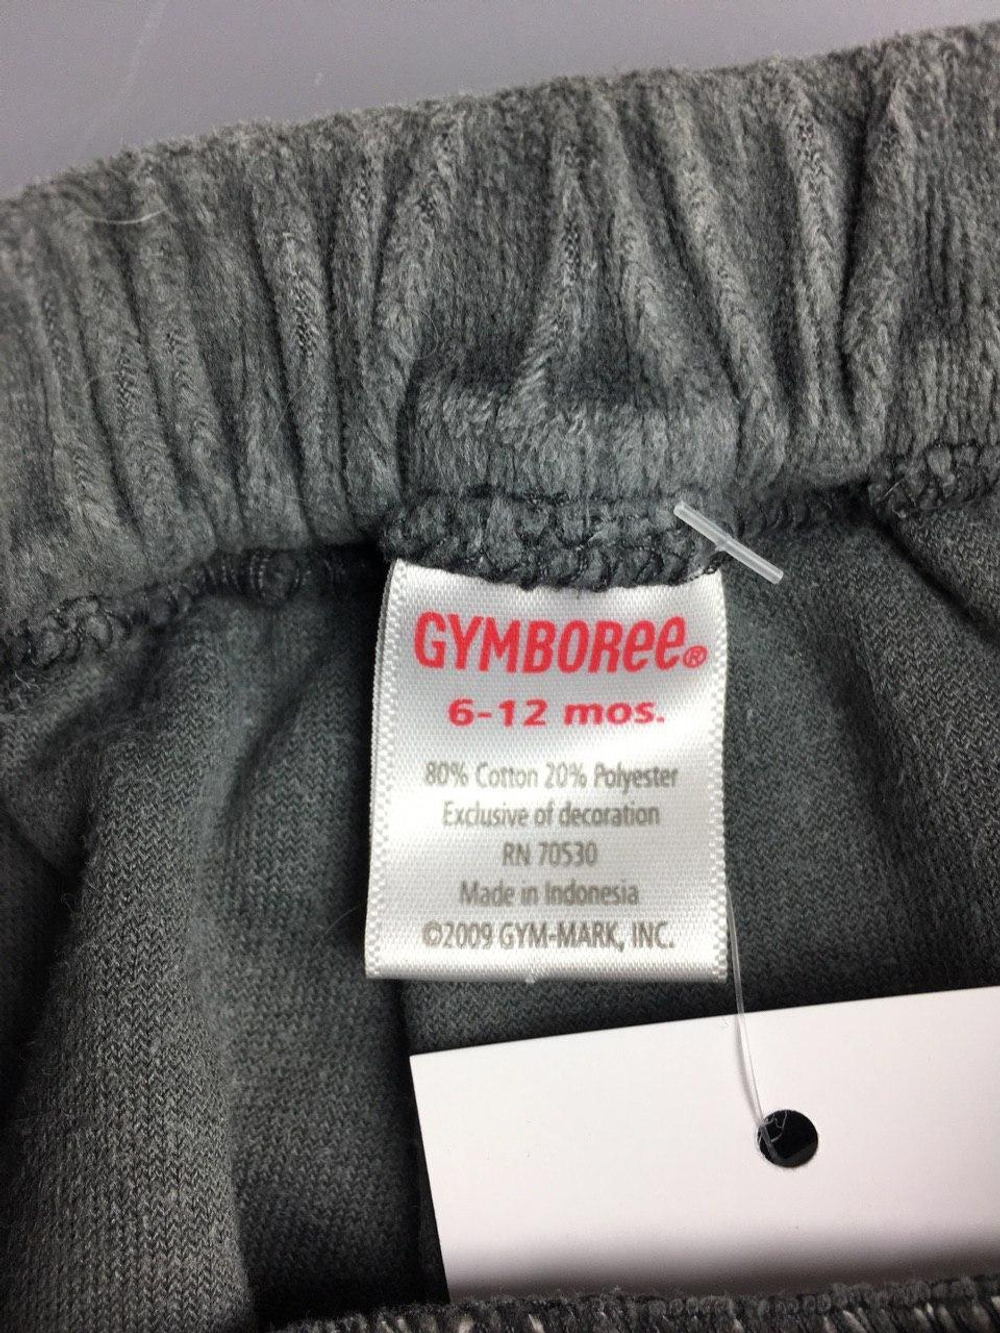 GYMBOREE®
6-12 mos.
80% Cotton 20% Polyester
Exclusive of decoration
RN 70530
Made in Indonesia
©2009 GYM-MARK, INC.